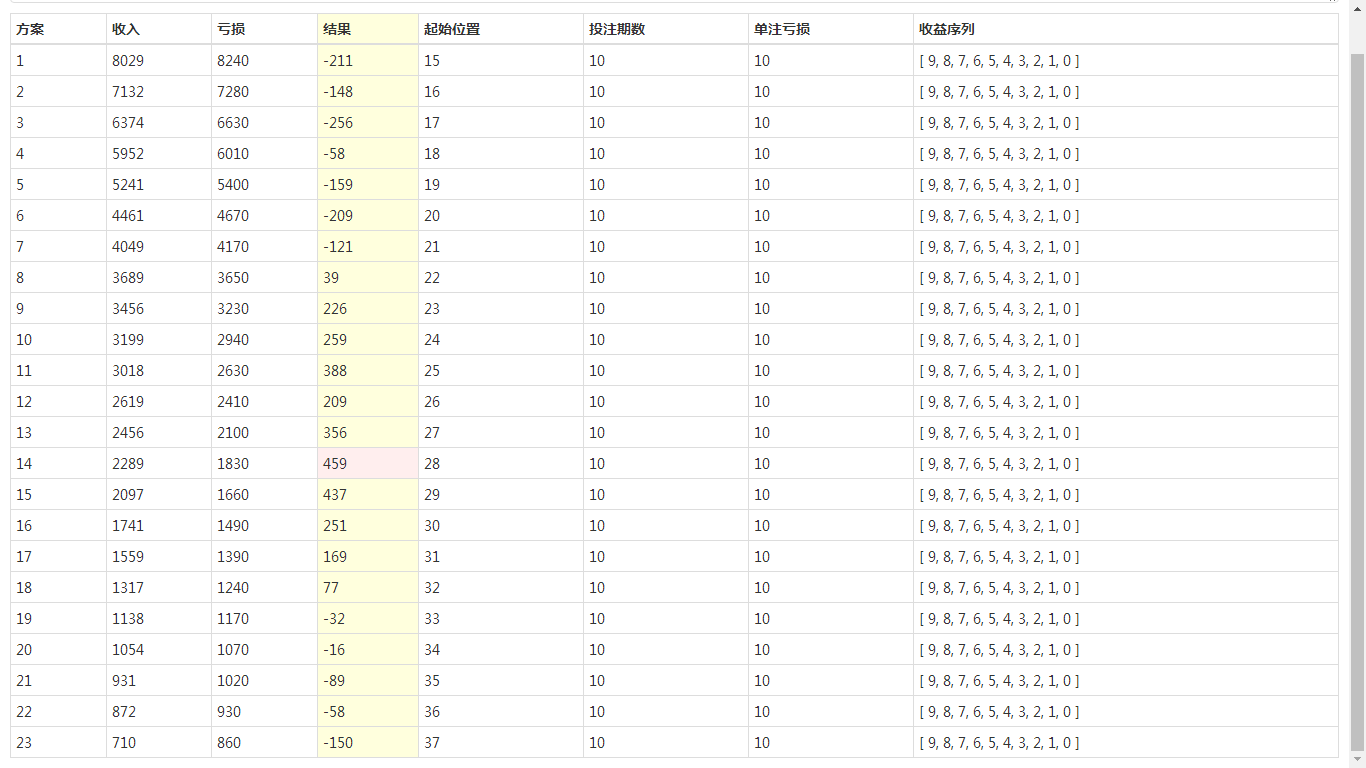 方案 收入 亏损 结果 起始位置 投注期数 单注亏损 收益序列
1 8029 8240 -211 15 10 10 [ 9, 8, 7, 6, 5, 4, 3, 2, 1, 0 ]
2 7132 7280 -148 16 10 10 [ 9, 8, 7, 6, 5, 4, 3, 2, 1, 0 ]
3 6374 6630 -256 17 10 10 [ 9, 8, 7, 6, 5, 4, 3, 2, 1, 0 ]
4 5952 6010 -58 18 10 10 [ 9, 8, 7, 6, 5, 4, 3, 2, 1, 0 ]
5 5241 5400 -159 19 10 10 [ 9, 8, 7, 6, 5, 4, 3, 2, 1, 0 ]
6 4461 4670 -209 20 10 10 [ 9, 8, 7, 6, 5, 4, 3, 2, 1, 0 ]
7 4049 4170 -121 21 10 10 [ 9, 8, 7, 6, 5, 4, 3, 2, 1, 0 ]
8 3689 3650 39 22 10 10 [ 9, 8, 7, 6, 5, 4, 3, 2, 1, 0 ]
9 3456 3230 226 23 10 10 [ 9, 8, 7, 6, 5, 4, 3, 2, 1, 0 ]
10 3199 2940 259 24 10 10 [ 9, 8, 7, 6, 5, 4, 3, 2, 1, 0 ]
11 3018 2630 388 25 10 10 [ 9, 8, 7, 6, 5, 4, 3, 2, 1, 0 ]
12 2619 2410 209 26 10 10 [ 9, 8, 7, 6, 5, 4, 3, 2, 1, 0 ]
13 2456 2100 356 27 10 10 [ 9, 8, 7, 6, 5, 4, 3, 2, 1, 0 ]
14 2289 1830 459 28 10 10 [ 9, 8, 7, 6, 5, 4, 3, 2, 1, 0 ]
15 2097 1660 437 29 10 10 [ 9, 8, 7, 6, 5, 4, 3, 2, 1, 0 ]
16 1741 1490 251 30 10 10 [ 9, 8, 7, 6, 5, 4, 3, 2, 1, 0 ]
17 1559 1390 169 31 10 10 [ 9, 8, 7, 6, 5, 4, 3, 2, 1, 0 ]
18 1317 1240 77 32 10 10 [ 9, 8, 7, 6, 5, 4, 3, 2, 1, 0 ]
19 1138 1170 -32 33 10 10 [ 9, 8, 7, 6, 5, 4, 3, 2, 1, 0 ]
20 1054 1070 -16 34 10 10 [ 9, 8, 7, 6, 5, 4, 3, 2, 1, 0 ]
21 931 1020 -89 35 10 10 [ 9, 8, 7, 6, 5, 4, 3, 2, 1, 0 ]
22 872 930 -58 36 10 10 [ 9, 8, 7, 6, 5, 4, 3, 2, 1, 0 ]
23 710 860 -150 37 10 10 [ 9, 8, 7, 6, 5, 4, 3, 2, 1, 0 ]